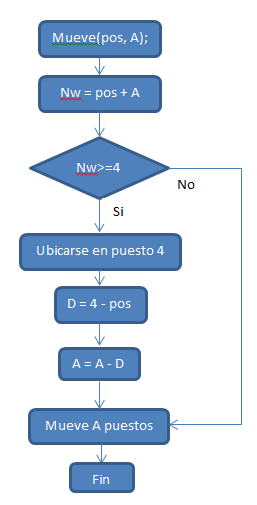 Mueve(pos, A);
Nw = pos + A
Nw>=4
No
Si
Ubicarse en puesto 4
D = 4 - pos
A = A - D
Mueve A puestos
Fin